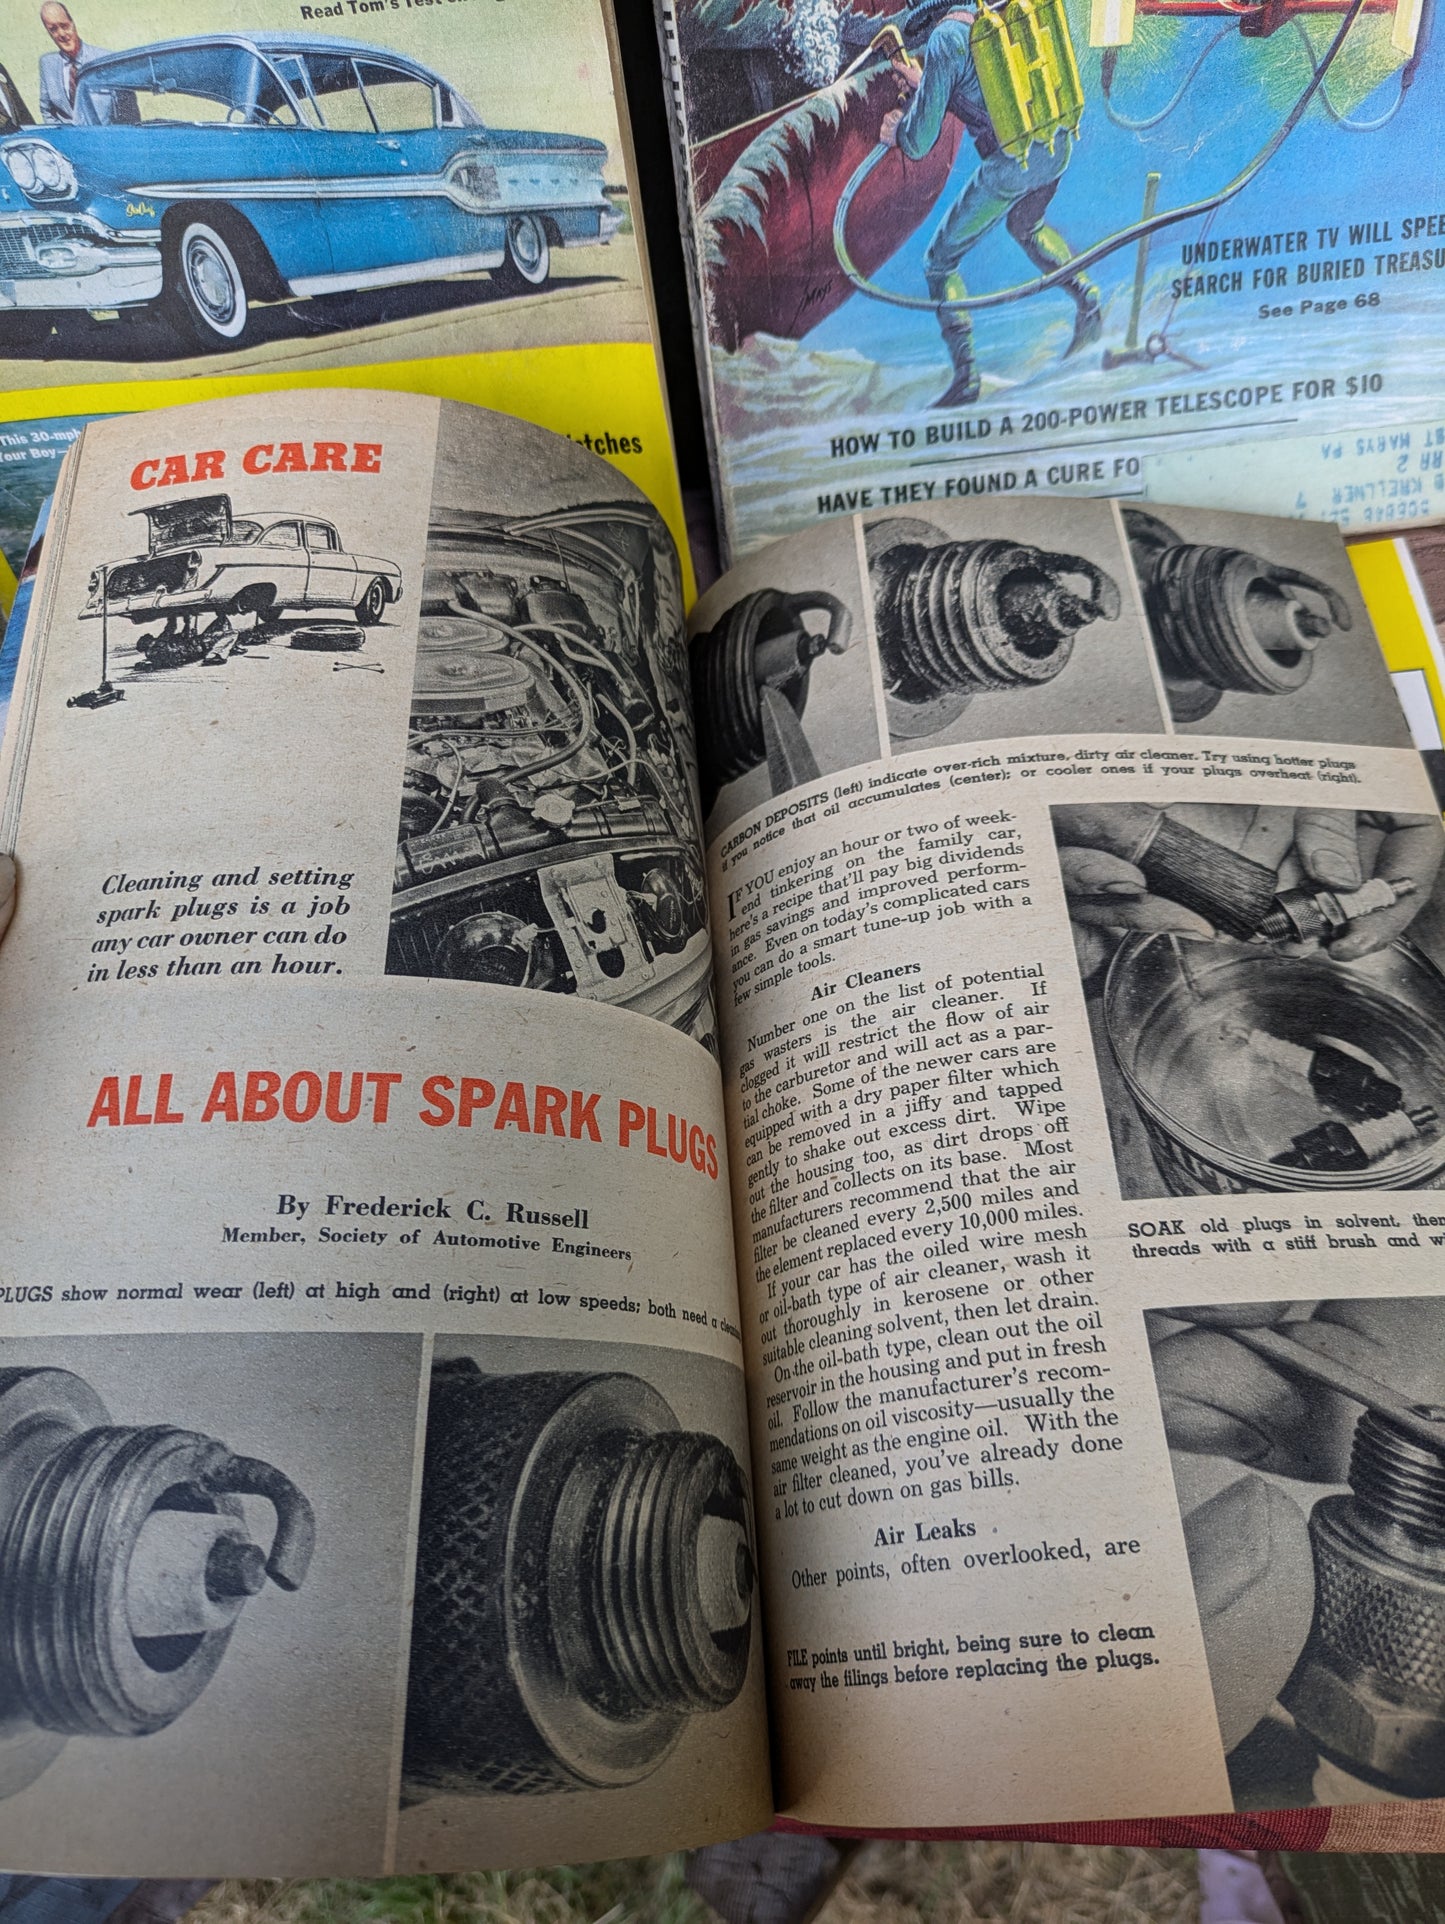 Read Tom's Test
UNDERWATER TV WILL
SEARCH FOR BURIED
See Page 68
HOW TO BUILD A 200-POWER TELESCOPE FOR $10
HAVE THEY FOUND A CURE
ST MARYS PA
RR 2
KRELLNER
This 30-mph
Your Boy—
CAR CARE
Cleaning and setting
spark plugs is a job
any car owner can do
in less than an hour.
ALL ABOUT SPARK PLUGS
By Frederick C. Russell
Member, Society of Automotive Engineers
PLUGS show normal wear (left) at high and (right) at low speeds; both need a
CARBON DEPOSITS (left) indicate over-rich mixture, dirty air cleaner. Try using hotter plugs
if you notice that oil accumulates (center); or cooler ones if your plugs overheat (right).
IF YOU enjoy an hour or two of week-
end tinkering on the family car,
here's a recipe that'll pay big dividends
in gas savings and improved perform-
ance. Even on today's complicated cars
you can do a smart tune-up job with a
few simple tools.
Air Cleaners
Number one on the list of potential
gas wasters is the air cleaner. If
clogged it will restrict the flow of air
to the carburetor and will act as a par-
tial choke. Some of the newer cars are
equipped with a dry paper filter which
can be removed in a jiffy and tapped
gently to shake out excess dirt. Wipe
out the housing too, as dirt drops off
the filter and collects on its base. Most
manufacturers recommend that the air
filter be cleaned every 2,500 miles and
the element replaced every 10,000 miles.
If your car has the oiled wire mesh
or oil-bath type of air cleaner, wash it
out thoroughly in kerosene or other
suitable cleaning solvent, then let drain.
On the oil-bath type, clean out the oil
reservoir in the housing and put in fresh
oil. Follow the manufacturer's recom-
mendations on oil viscosity—usually the
same weight as the engine oil. With the
air filter cleaned, you've already done
a lot to cut down on gas bills.
Air Leaks
Other points, often overlooked, are
FILE points until bright, being sure to clean
away the filings before replacing the plugs.
SOAK old plugs in solvent, then
threads with a stiff brush and